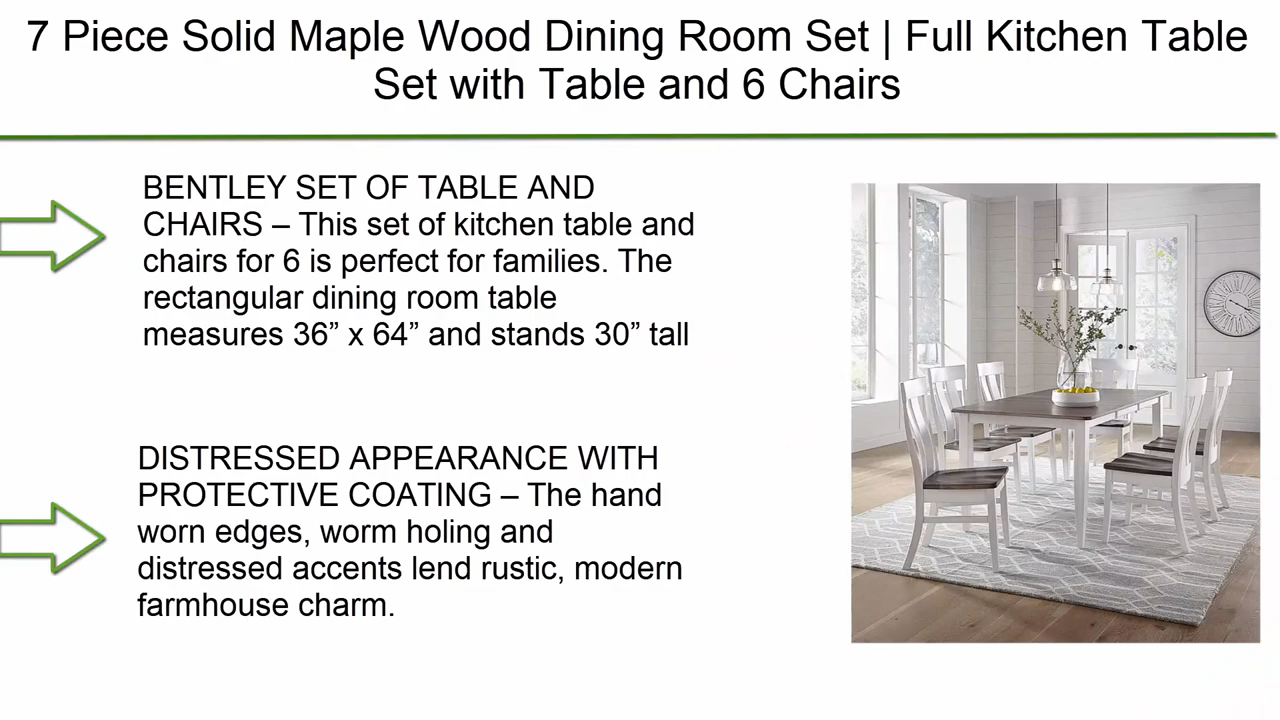 7 Piece Solid Maple Wood Dining Room Set | Full Kitchen Table
Set with Table and 6 Chairs
BENTLEY SET OF TABLE AND
CHAIRS – This set of kitchen table and
chairs for 6 is perfect for families. The
rectangular dining room table
measures 36” x 64” and stands 30” tall
DISTRESSED APPEARANCE WITH
PROTECTIVE COATING – The hand
worn edges, worm holing and
distressed accents lend rustic, modern
farmhouse charm.